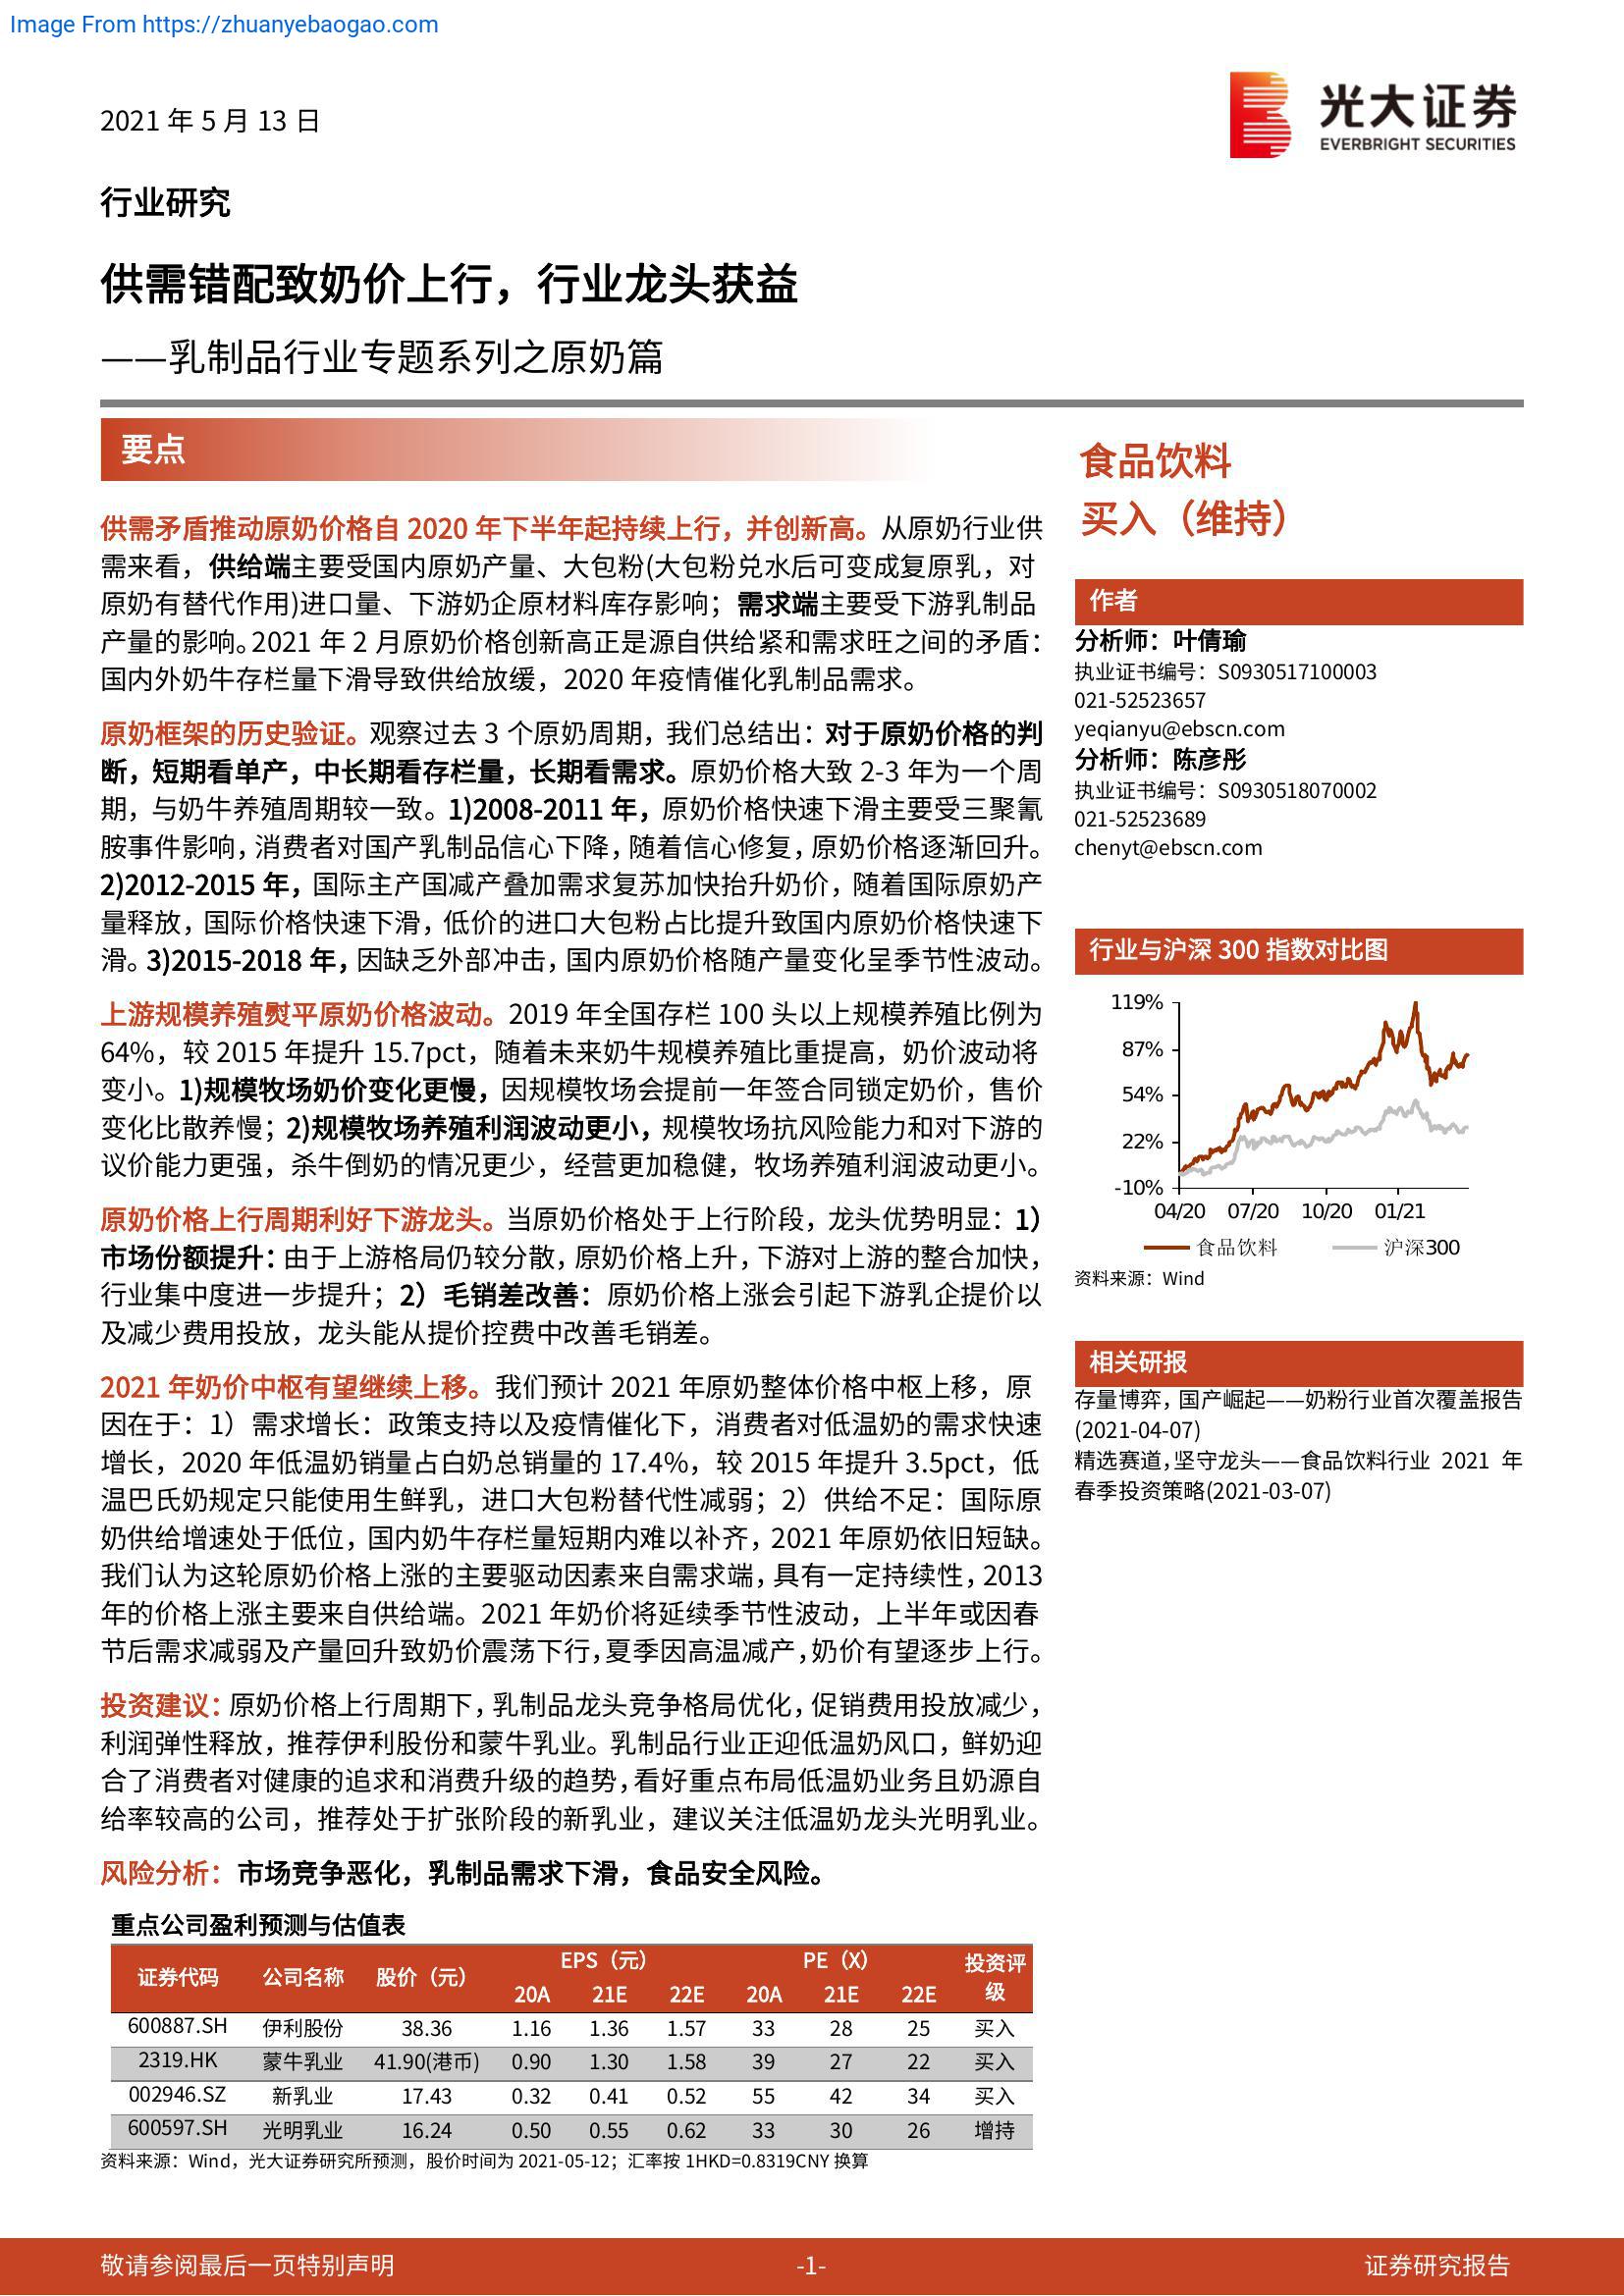 Image From https://zhuanyebaogao.com
2021 年 5 月 13 日
光大证券
EVERBRIGHT SECURITIES
行业研究
供需错配致奶价上行，行业龙头获益
——乳制品行业专题系列之原奶篇
要点
供需矛盾推动原奶价格自 2020 年下半年起持续上行，并创新高。从原奶行业供
需来看，供给端主要受国内原奶产量、大包粉(大包粉兑水后可变成复原乳，对
原奶有替代作用)进口量、下游奶企原材料库存影响；需求端主要受下游乳制品
产量的影响。2021 年 2 月原奶价格创新高正是源自供给紧和需求旺之间的矛盾：
国内外奶牛存栏量下滑导致供给放缓，2020 年疫情催化乳制品需求。
原奶框架的历史验证。观察过去 3 个原奶周期，我们总结出：对于原奶价格的判
断，短期看单产，中长期看存栏量，长期看需求。原奶价格大致 2-3 年为一个周
期，与奶牛养殖周期较一致。1)2008-2011 年，原奶价格快速下滑主要受三聚氰
胺事件影响，消费者对国产乳制品信心下降，随着信心修复，原奶价格逐渐回升。
2)2012-2015 年，国际主产国减产叠加需求复苏加快抬升奶价，随着国际原奶产
量释放，国际价格快速下滑，低价的进口大包粉占比提升致国内原奶价格快速下
滑。3)2015-2018 年，因缺乏外部冲击，国内原奶价格随产量变化呈季节性波动。
上游规模养殖熨平原奶价格波动。2019 年全国存栏 100 头以上规模养殖比例为
64%，较 2015 年提升 15.7pct，随着未来奶牛规模养殖比重提高，奶价波动将
变小。1)规模牧场奶价变化更慢，因规模牧场会提前一年签合同锁定奶价，售价
变化比散养慢；2)规模牧场养殖利润波动更小，规模牧场抗风险能力和对下游的
议价能力更强，杀牛倒奶的情况更少，经营更加稳健，牧场养殖利润波动更小。
原奶价格上行周期利好下游龙头。当原奶价格处于上行阶段，龙头优势明显：1）
市场份额提升：由于上游格局仍较分散，原奶价格上升，下游对上游的整合加快，
行业集中度进一步提升；2）毛销差改善：原奶价格上涨会引起下游乳企提价以
及减少费用投放，龙头能从提价控费中改善毛销差。
2021 年奶价中枢有望继续上移。我们预计 2021 年原奶整体价格中枢上移，原
因在于：1）需求增长：政策支持以及疫情催化下，消费者对低温奶的需求快速
增长，2020 年低温奶销量占白奶总销量的 17.4%，较 2015 年提升 3.5pct，低
温巴氏奶规定只能使用生鲜乳，进口大包粉替代性减弱；2）供给不足：国际原
奶供给增速处于低位，国内奶牛存栏量短期内难以补齐，2021 年原奶依旧短缺。
我们认为这轮原奶价格上涨的主要驱动因素来自需求端，具有一定持续性，2013
年的价格上涨主要来自供给端。2021 年奶价将延续季节性波动，上半年或因春
节后需求减弱及产量回升致奶价震荡下行，夏季因高温减产，奶价有望逐步上行。
投资建议：原奶价格上行周期下，乳制品龙头竞争格局优化，促销费用投放减少，
利润弹性释放，推荐伊利股份和蒙牛乳业。乳制品行业正迎低温奶风口，鲜奶迎
合了消费者对健康的追求和消费升级的趋势，看好重点布局低温奶业务且奶源自
给率较高的公司，推荐处于扩张阶段的新乳业，建议关注低温奶龙头光明乳业。
风险分析：市场竞争恶化，乳制品需求下滑，食品安全风险。
重点公司盈利预测与估值表
证券代码 公司名称 股价（元） EPS（元） PE（X） 投资评级
20A 21E 22E 20A 21E 22E
600887.SH 伊利股份 38.36 1.16 1.36 1.57 33 28 25 买入
2319.HK 蒙牛乳业 41.90(港币) 0.90 1.30 1.58 39 27 22 买入
002946.SZ 新乳业 17.43 0.32 0.41 0.52 55 42 34 买入
600597.SH 光明乳业 16.24 0.50 0.55 0.62 33 30 26 增持
资料来源：Wind，光大证券研究所预测，股价时间为 2021-05-12；汇率按 1HKD=0.8319CNY 换算
食品饮料
买入（维持）
作者
分析师：叶倩瑜
执业证书编号：S0930517100003
021-52523657
yeqianyu@ebscn.com
分析师：陈彦彤
执业证书编号：S0930518070002
021-52523689
chenyt@ebscn.com
行业与沪深 300 指数对比图
119%
87%
54%
22%
-10%
04/20 07/20 10/20 01/21
食品饮料 沪深300
资料来源：Wind
相关研报
存量博弈，国产崛起——奶粉行业首次覆盖报告
(2021-04-07)
精选赛道，坚守龙头——食品饮料行业 2021 年
春季投资策略(2021-03-07)
敬请参阅最后一页特别声明 -1- 证券研究报告